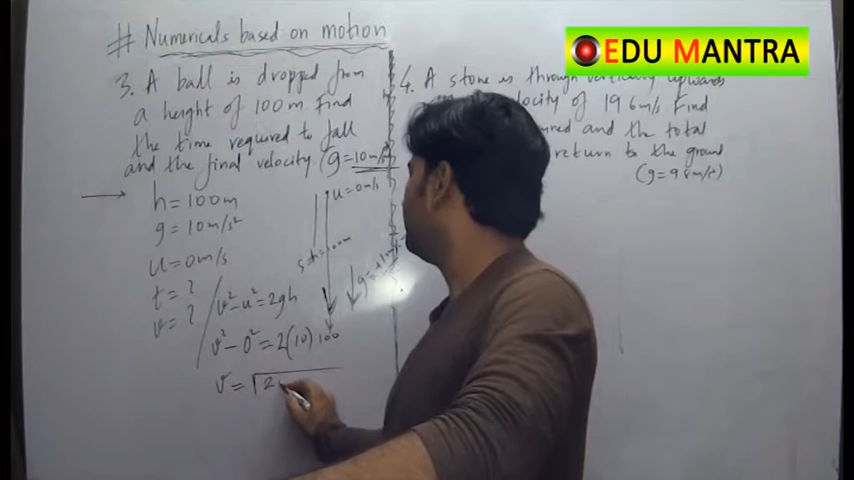 # Numericals based on motion
EDU MANTRA
3. A ball is dropped from
a height of 100m Find
the time required to fall
and the final velocity (g=10m/s²
h=100m
g=10m/s²
u=0m/s
t=?
v=?
v²-u²=2gh
v²-0²=2(10)100
v=√2
u=0m/s
s=h=100m
4. A stone is through vertically upwards
velocity of 19 6m/s Find
and the total
return to the ground
(g=9 8m/s²)